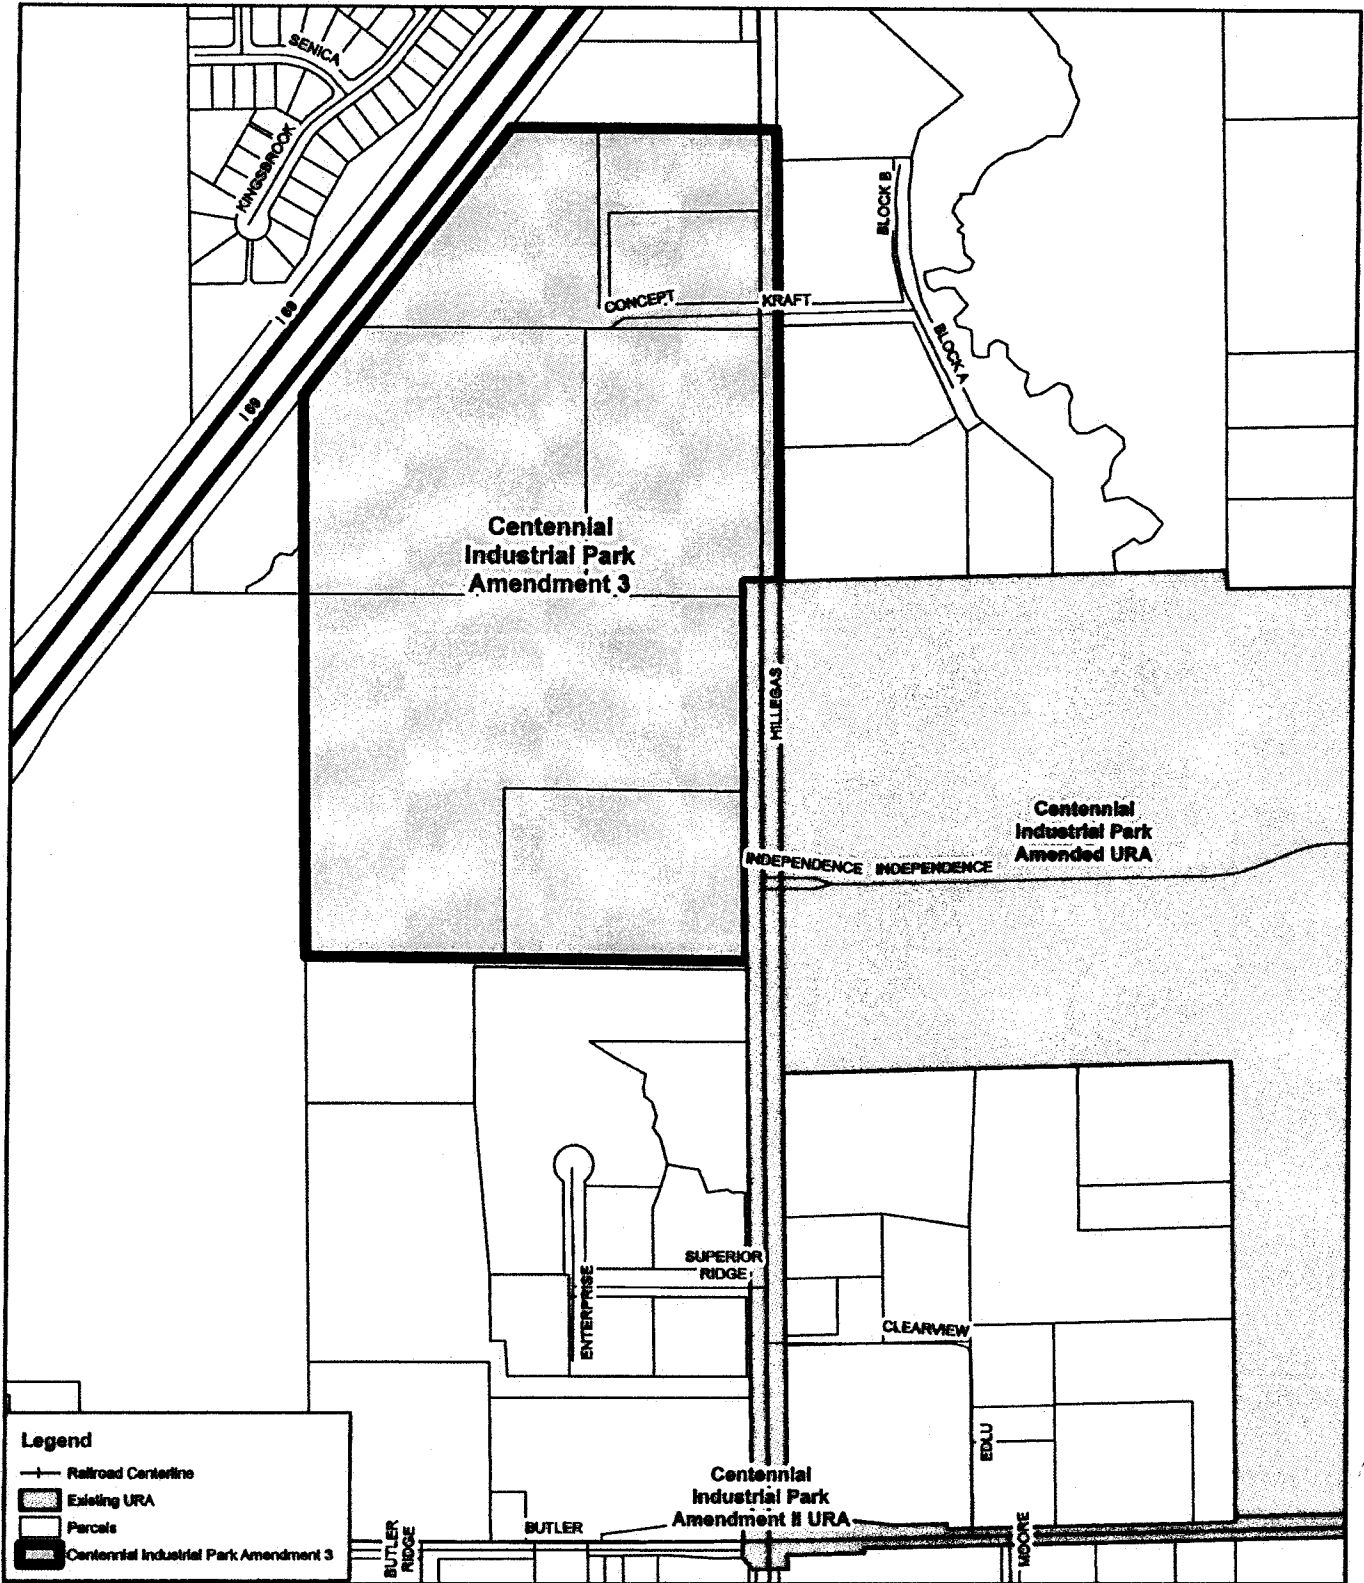 SENICA
KINGSBROOK
I 69
I 69
BLOCK B
CONCEPT
KRAFT
BLOCK A
Centennial
Industrial Park
Amendment 3
HILLEGAS
Centennial
Industrial Park
Amended URA
INDEPENDENCE
INDEPENDENCE
SUPERIOR
RIDGE
ENTERPRISE
CLEARVIEW
EDLU
Centennial
Industrial Park
Amendment II URA
BUTLER
BUTLER
RIDGE
MOORE
Legend
Railroad Centerline
Existing URA
Parcels
Centennial Industrial Park Amendment 3